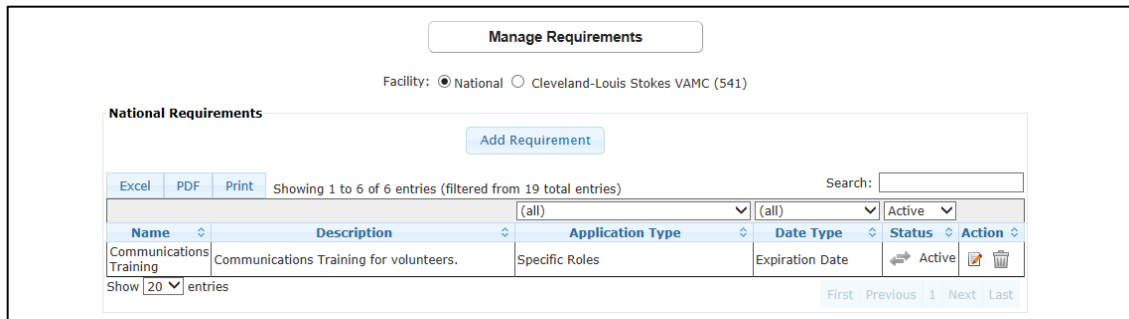 Manage Requirements
Facility: National Cleveland-Louis Stokes VAMC (541)
National Requirements
Add Requirement
Excel PDF Print Showing 1 to 6 of 6 entries (filtered from 19 total entries) Search:
(all) (all) Active
Name Description Application Type Date Type Status Action
Communications
Training Communications Training for volunteers. Specific Roles Expiration Date Active
Show 20 entries
First Previous 1 Next Last